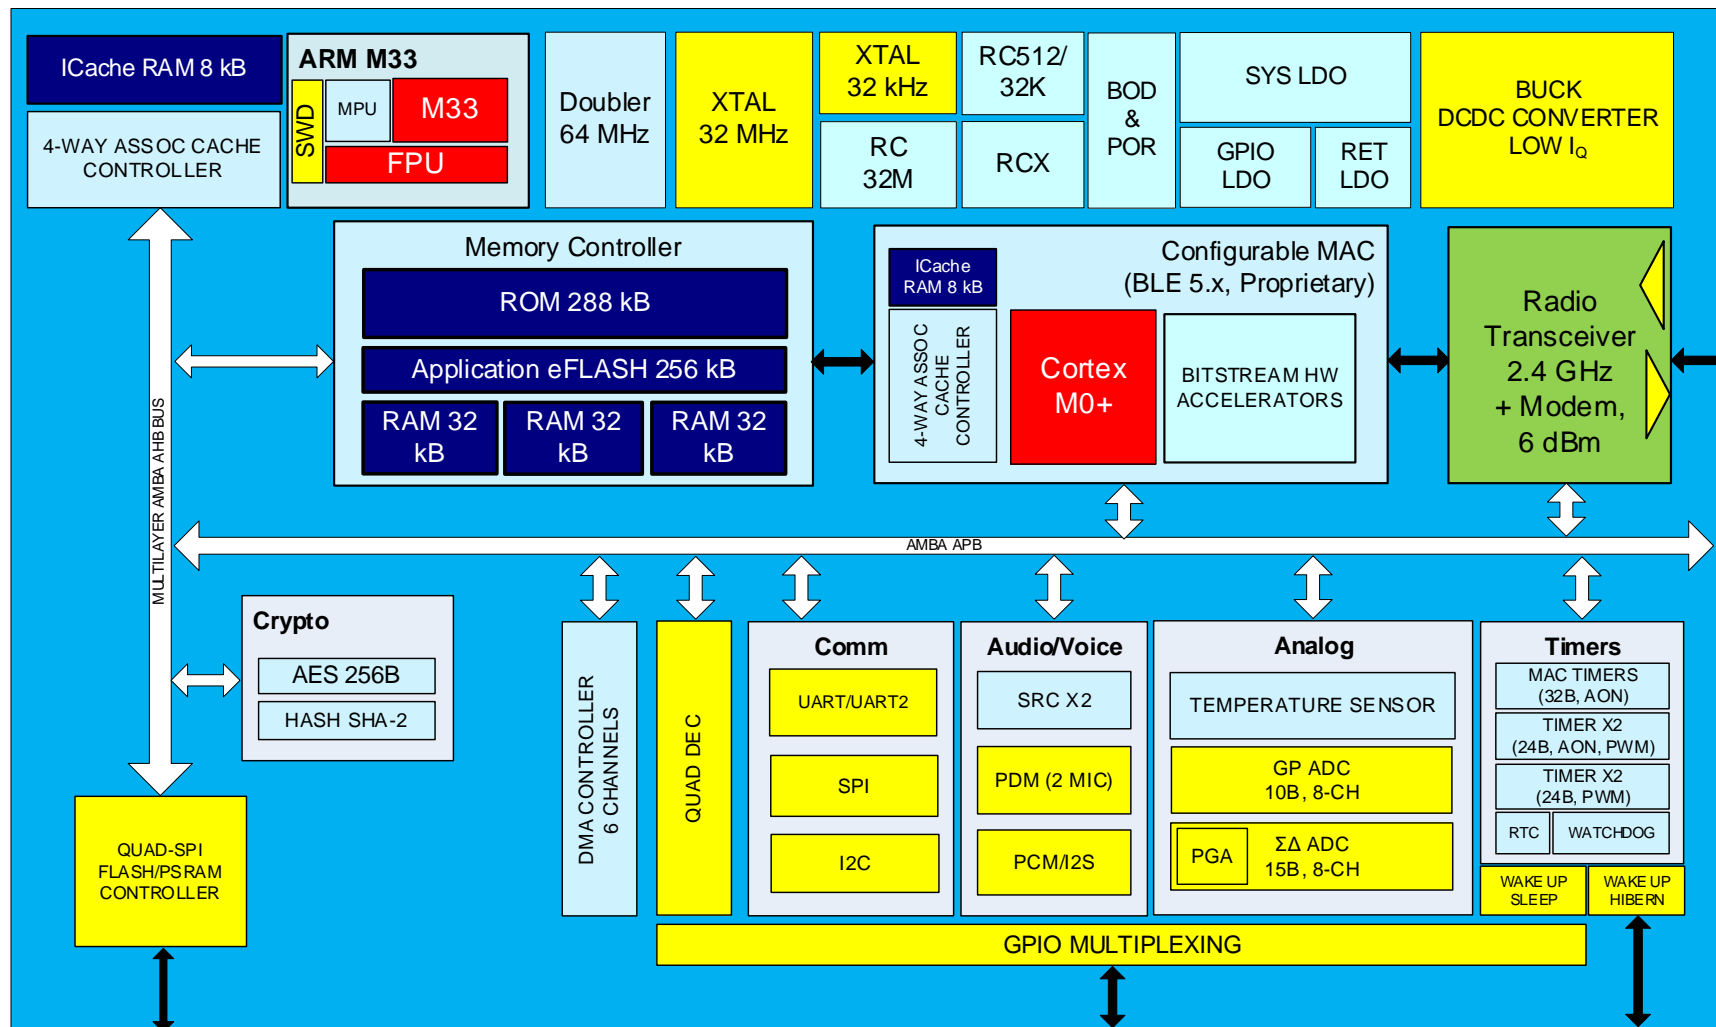 ICache RAM 8 kB
4-WAY ASSOC CACHE
CONTROLLER
ARM M33
SWD
MPU
M33
FPU
Doubler
64 MHz
XTAL
32 MHz
XTAL
32 kHz
RC
32M
RC512/
32K
RCX
BOD
&
POR
SYS LDO
GPIO
LDO
RET
LDO
BUCK
DCDC CONVERTER
LOW IQ
Memory Controller
ROM 288 kB
Application eFLASH 256 kB
RAM 32
kB
RAM 32
kB
RAM 32
kB
Configurable MAC
(BLE 5.x, Proprietary)
ICache
RAM 8 kB
4-WAY ASSOC
CACHE
CONTROLLER
Cortex
M0+
BITSTREAM HW
ACCELERATORS
Radio
Transceiver
2.4 GHz
+ Modem,
6 dBm
MULTILAYER AMBA AHB BUS
AMBA APB
Crypto
AES 256B
HASH SHA-2
QUAD-SPI
FLASH/PSRAM
CONTROLLER
DMA CONTROLLER
6 CHANNELS
QUAD DEC
Comm
UART/UART2
SPI
I2C
Audio/Voice
SRC X2
PDM (2 MIC)
PCM/I2S
Analog
TEMPERATURE SENSOR
GP ADC
10B, 8-CH
PGA
ΣΔ ADC
15B, 8-CH
Timers
MAC TIMERS
(32B, AON)
TIMER X2
(24B, AON, PWM)
TIMER X2
(24B, PWM)
RTC
WATCHDOG
WAKE UP
SLEEP
WAKE UP
HIBERN
GPIO MULTIPLEXING